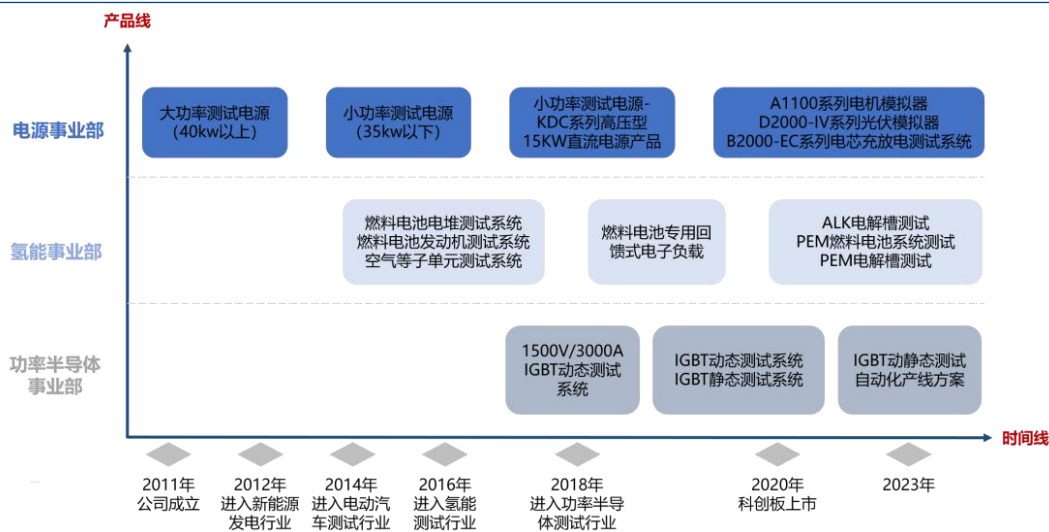 产品线
电源事业部
大功率测试电源
(40kw以上)
小功率测试电源
(35kw以下)
小功率测试电源-
KDC系列高压型
15KW直流电源产品
A1100系列电机模拟器
D2000-IV系列光伏模拟器
B2000-EC系列电芯充放电测试系统
氢能事业部
燃料电池电堆测试系统
燃料电池发动机测试系统
空气等子单元测试系统
燃料电池专用回
馈式电子负载
ALK电解槽测试
PEM燃料电池系统测试
PEM电解槽测试
功率半导体
事业部
1500V/3000A
IGBT动态测试
系统
IGBT动态测试系统
IGBT静态测试系统
IGBT动静态测试
自动化产线方案
时间线
2011年
公司成立
2012年
进入新能源
发电行业
2014年
进入电动汽
车测试行业
2016年
进入氢能
测试行业
2018年
进入功率半导
体测试行业
2020年
科创板上市
2023年